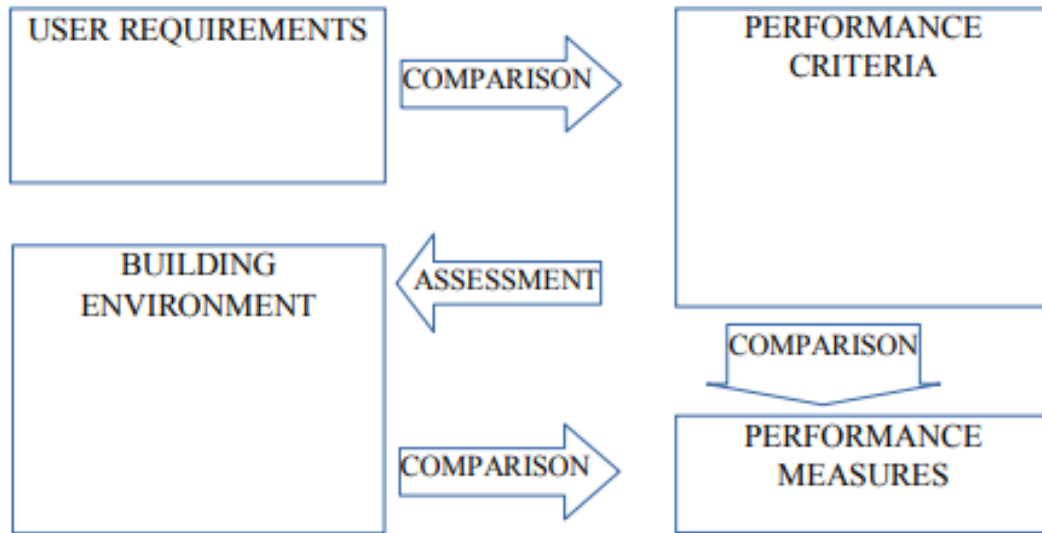 USER REQUIREMENTS
COMPARISON
PERFORMANCE
CRITERIA
BUILDING
ENVIRONMENT
ASSESSMENT
COMPARISON
COMPARISON
PERFORMANCE
MEASURES